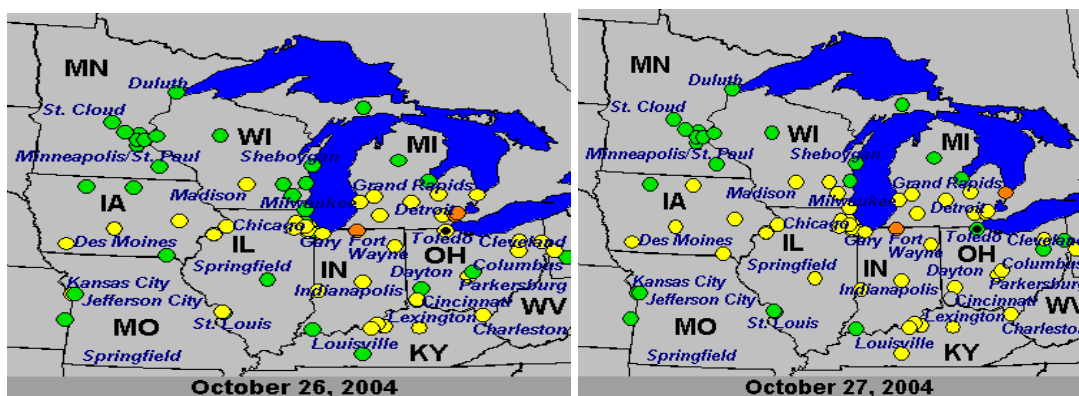 MN
Duluth
St. Cloud
WI
Minneapolis/St. Paul
Sheboygan
MI
Madison
Grand Rapids
IA
Milwaukee
Detroit
Chicago
Des Moines
IL
Gary
Fort
Wayne
Toledo
Cleveland
OH
Springfield
IN
Dayton
Columbus
Kansas City
Indianapolis
Parkersburg
Jefferson City
Cincinnati
WV
MO
St. Louis
Lexington
Charleston
Louisville
KY
Springfield
October 26, 2004
MN
Duluth
St. Cloud
WI
Minneapolis/St. Paul
Sheboygan
MI
Madison
Grand Rapids
IA
Milwaukee
Detroit
Chicago
Des Moines
IL
Gary
Fort
Wayne
Toledo
Cleveland
OH
Springfield
IN
Dayton
Columbus
Kansas City
Indianapolis
Parkersburg
Jefferson City
Cincinnati
WV
MO
St. Louis
Lexington
Charleston
Louisville
KY
Springfield
October 27, 2004